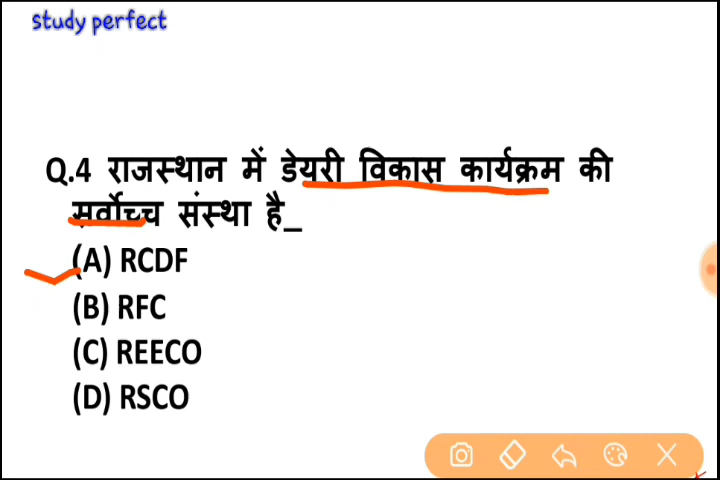 study perfect
Q.4 राजस्थान में डेयरी विकास कार्यक्रम की
सर्वोच्च संस्था है_
(A) RCDF
(B) RFC
(C) REECO
(D) RSCO